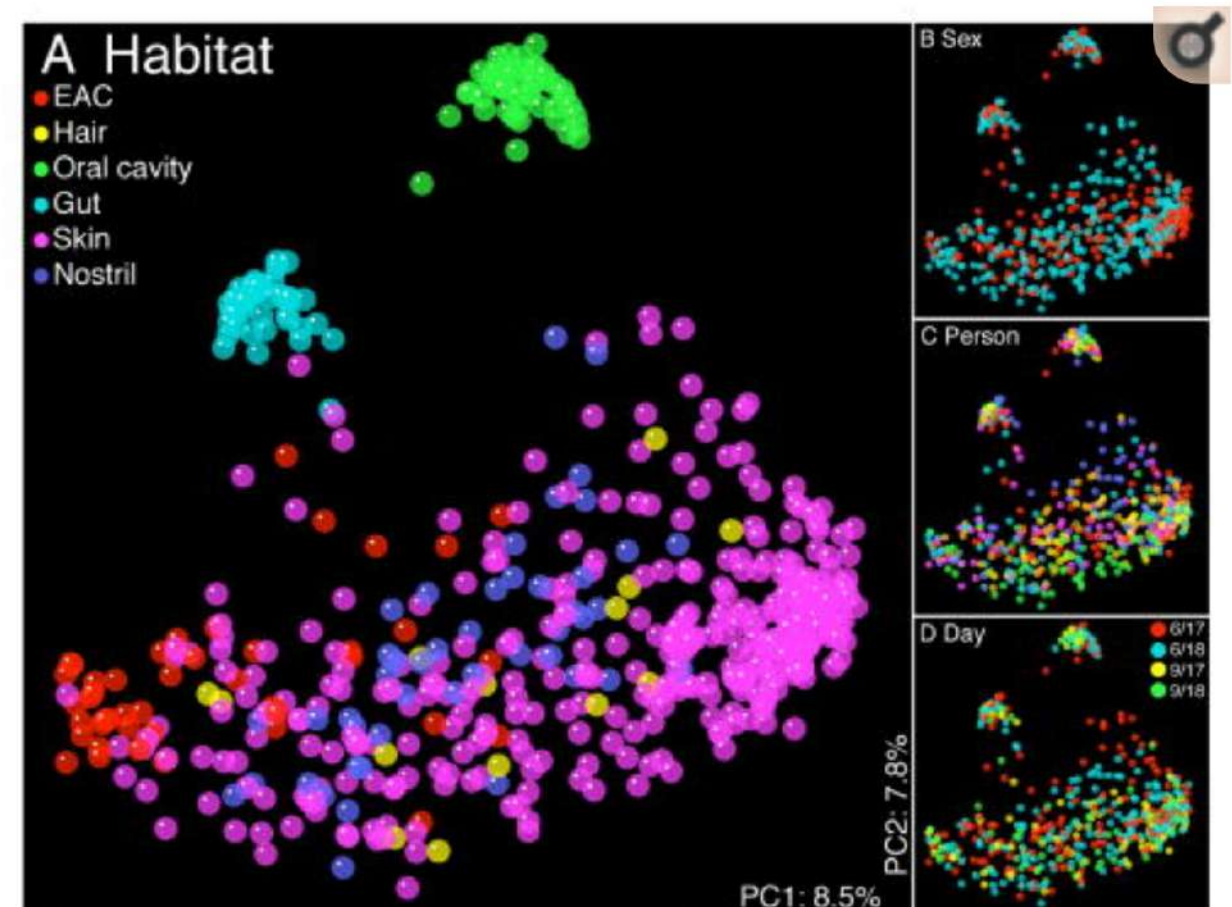 A Habitat
EAC
Hair
Oral cavity
Gut
Skin
Nostril
PC2: 7.8%
PC1: 8.5%
B Sex
C Person
D Day
6/17
6/18
9/17
9/18